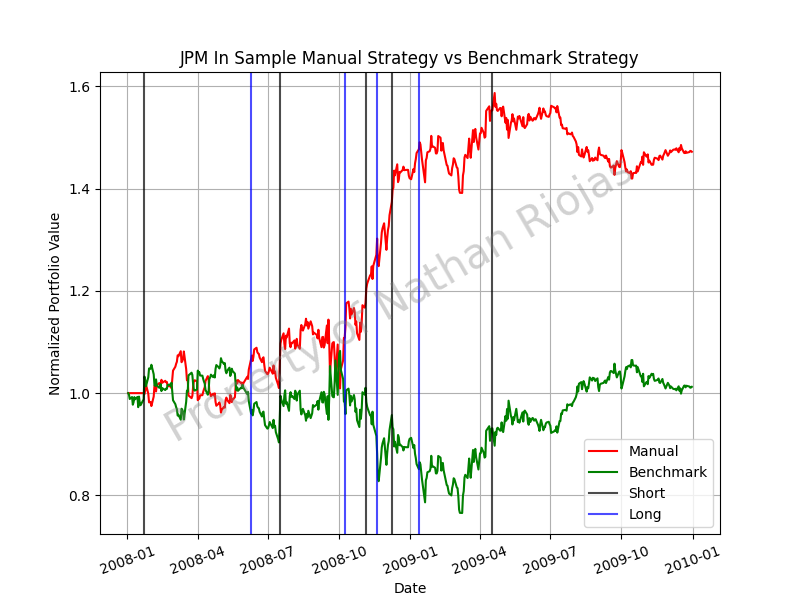 JPM In Sample Manual Strategy vs Benchmark Strategy
Normalized Portfolio Value
1.6
1.4
1.2
1.0
0.8
Property of Nathan Riojas
Manual
Benchmark
Short
Long
2008-01
2008-04
2008-07
2008-10
2009-01
2009-04
2009-07
2009-10
2010-01
Date